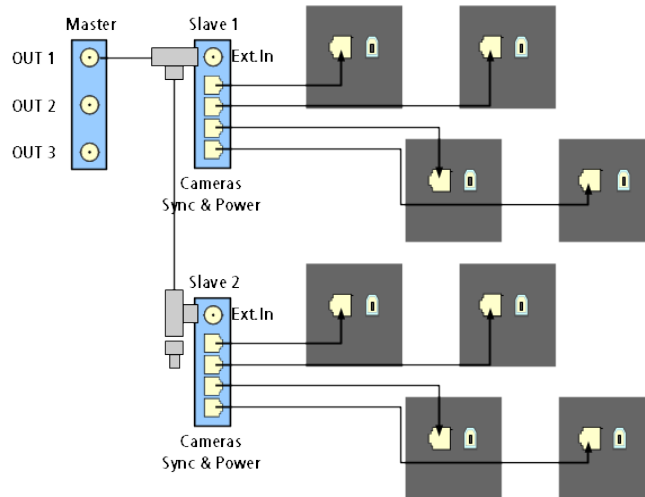 Master
Slave 1
OUT 1
Ext.In
OUT 2
OUT 3
Cameras
Sync & Power
Slave 2
Ext.In
Cameras
Sync & Power